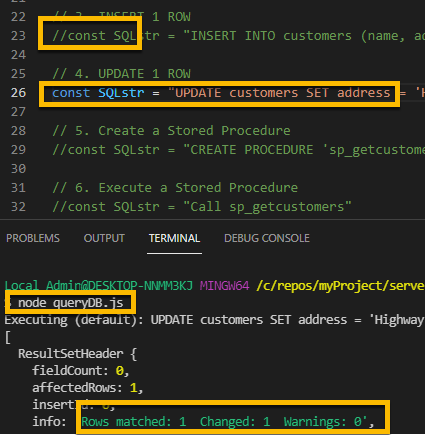 22 // 3. INSERT 1 ROW
23 //const SQLstr = "INSERT INTO customers (name, ad
24
25 // 4. UPDATE 1 ROW
26 const SQLstr = "UPDATE customers SET address = 'H
27
28 // 5. Create a Stored Procedure
29 //const SQLstr = "CREATE PROCEDURE 'sp_getcustome
30
31 // 6. Execute a Stored Procedure
32 //const SQLstr = "Call sp_getcustomers"
PROBLEMS OUTPUT TERMINAL DEBUG CONSOLE
Local Admin@DESKTOP-NNMM3KJ MINGW64 /c/repos/myProject/serve
$ node queryDB.js
Executing (default): UPDATE customers SET address = 'Highway
[
ResultSetHeader {
fieldCount: 0,
affectedRows: 1,
insertId: 0,
info: 'Rows matched: 1 Changed: 1 Warnings: 0',